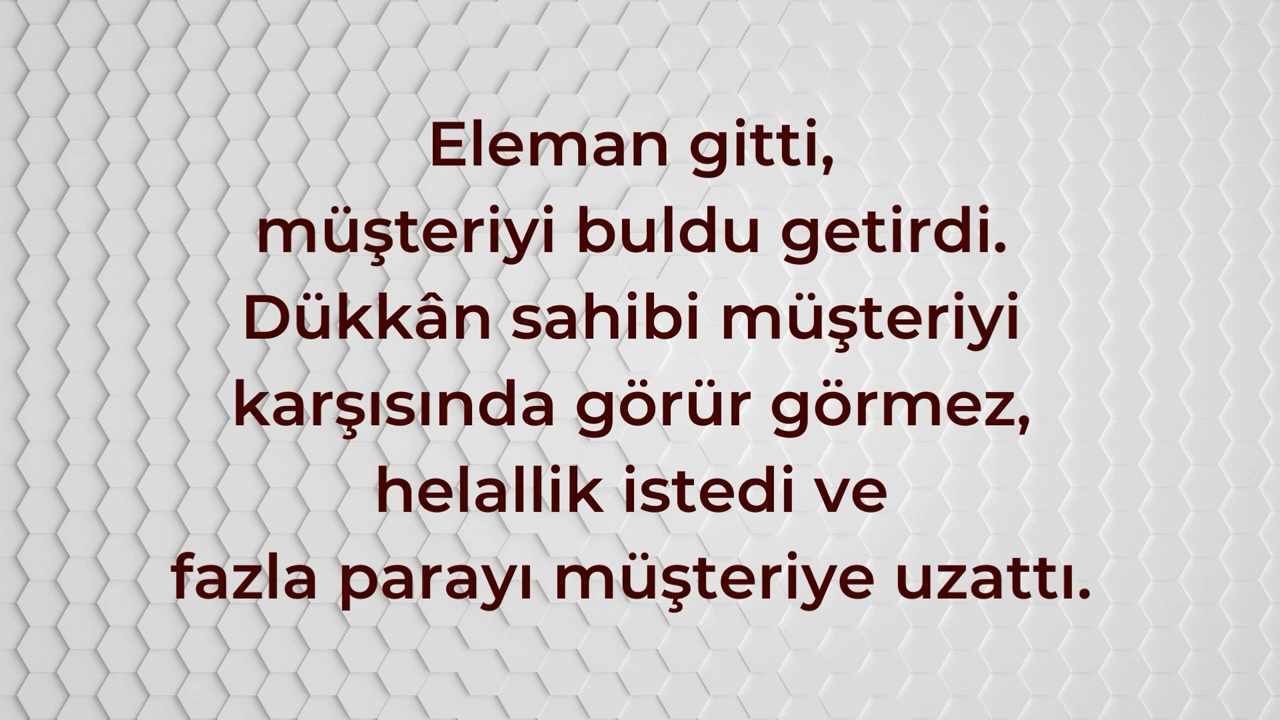 Eleman gitti,
müşteriyi buldu getirdi.
Dükkân sahibi müşteriyi
karşısında görür görmez,
helallik istedi ve
fazla parayı müşteriye uzattı.